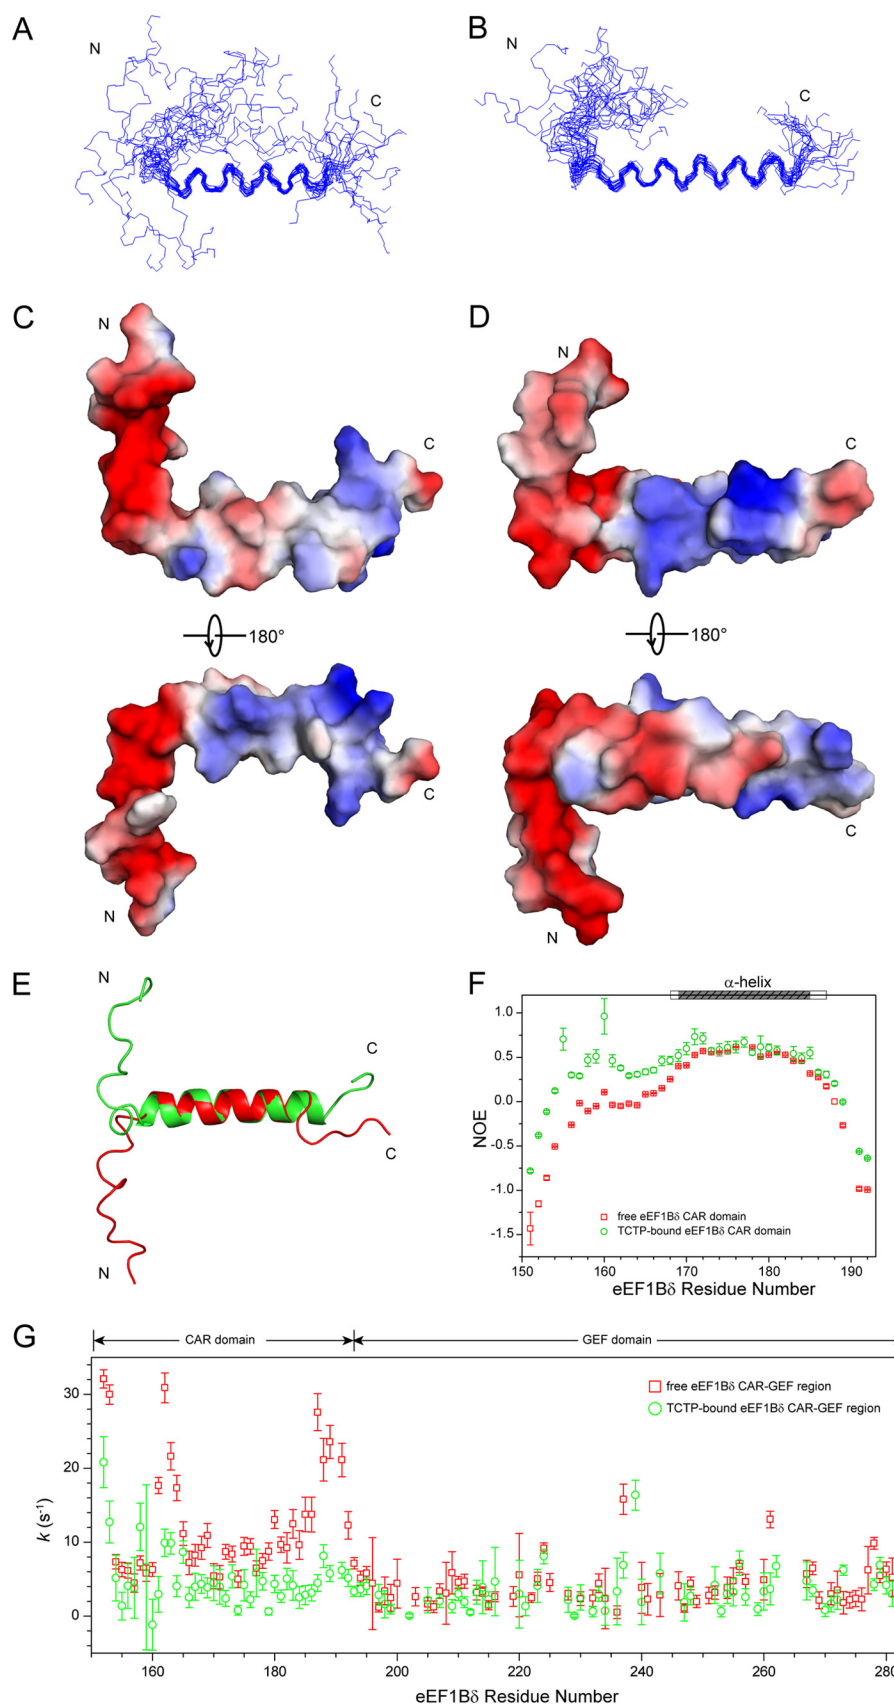 A
B
N
N
C
C
C
D
N
N
C
C
180°
180°
C
C
N
N
E
F
N
C
C
N
α-helix
1.0
0.5
0.0
-0.5
-1.0
-1.5
NOE
free eEF1Bδ CAR domain
TCTP-bound eEF1Bδ CAR domain
150 160 170 180 190
eEF1Bδ Residue Number
G
CAR domain
GEF domain
free eEF1Bδ CAR-GEF region
TCTP-bound eEF1Bδ CAR-GEF region
30
20
10
0
k (s⁻¹)
160 180 200 220 240 260 280
eEF1Bδ Residue Number